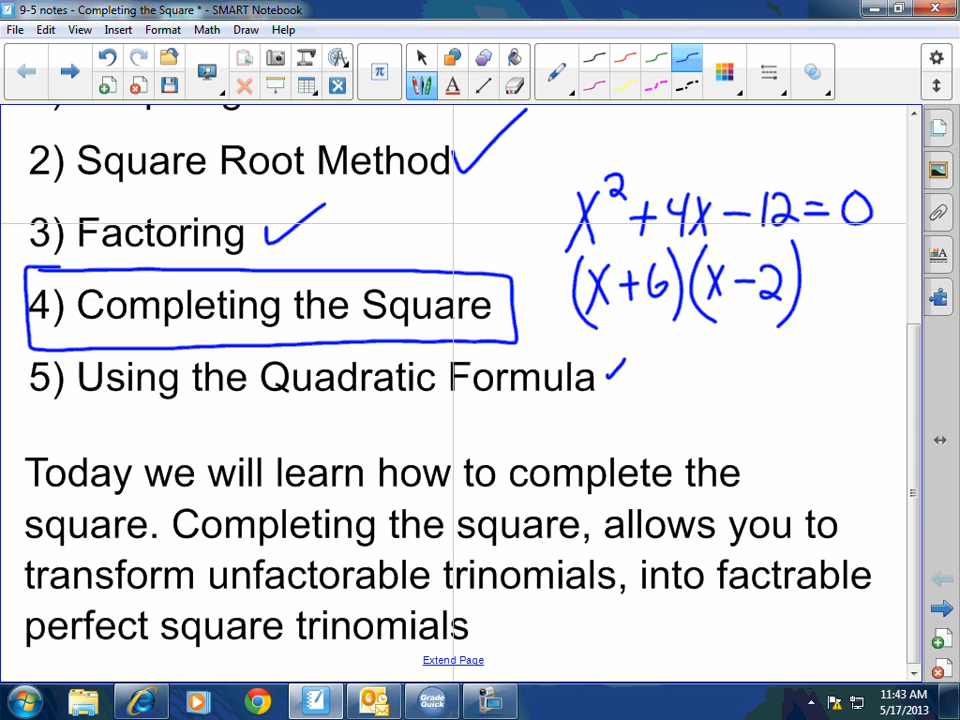 9-5 notes - Completing the Square * - SMART Notebook
File Edit View Insert Format Math Draw Help
π
2) Square Root Method
x² + 4x - 12 = 0
3) Factoring
(x + 6)(x - 2)
4) Completing the Square
5) Using the Quadratic Formula
Today we will learn how to complete the
square. Completing the square, allows you to
transform unfactorable trinomials, into factrable
perfect square trinomials
Extend Page
Grade
Quick
11:43 AM
5/17/2013